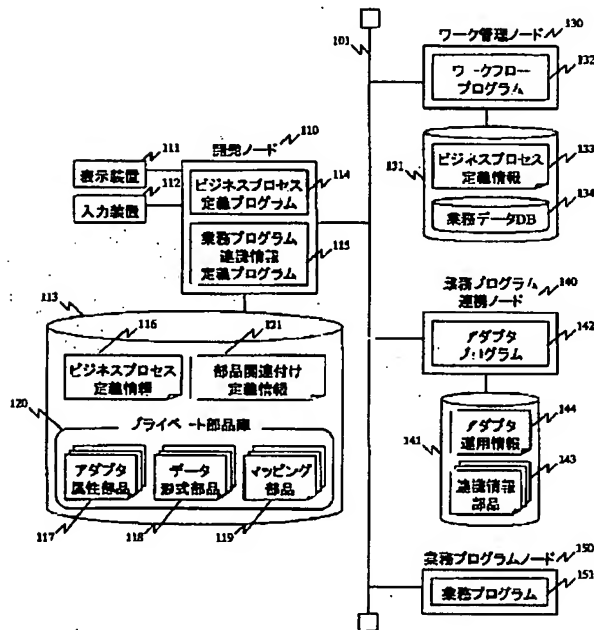 101
ワーク管理ノード
130
ワークフロー
プログラム
132
131
ビジネスプロセス
定義情報
133
業務データDB
134
110
開発ノード
111
表示装置
112
入力装置
ビジネスプロセス
定義プログラム
114
業務プログラム
連携情報
定義プログラム
115
113
116
ビジネスプロセス
定義情報
121
部品関連付け
定義情報
120
プライベート部品庫
アダプタ
属性部品
データ
形式部品
マッピング
部品
117
118
119
業務プログラム
連携ノード
140
アダプタ
プログラム
142
141
アダプタ
運用情報
144
連携情報
部品
143
業務プログラムノード
150
業務プログラム
151